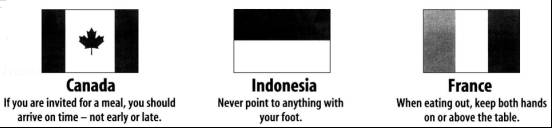 Canada
If you are invited for a meal, you should
arrive on time – not early or late.
Indonesia
Never point to anything with
your foot.
France
When eating out, keep both hands
on or above the table.